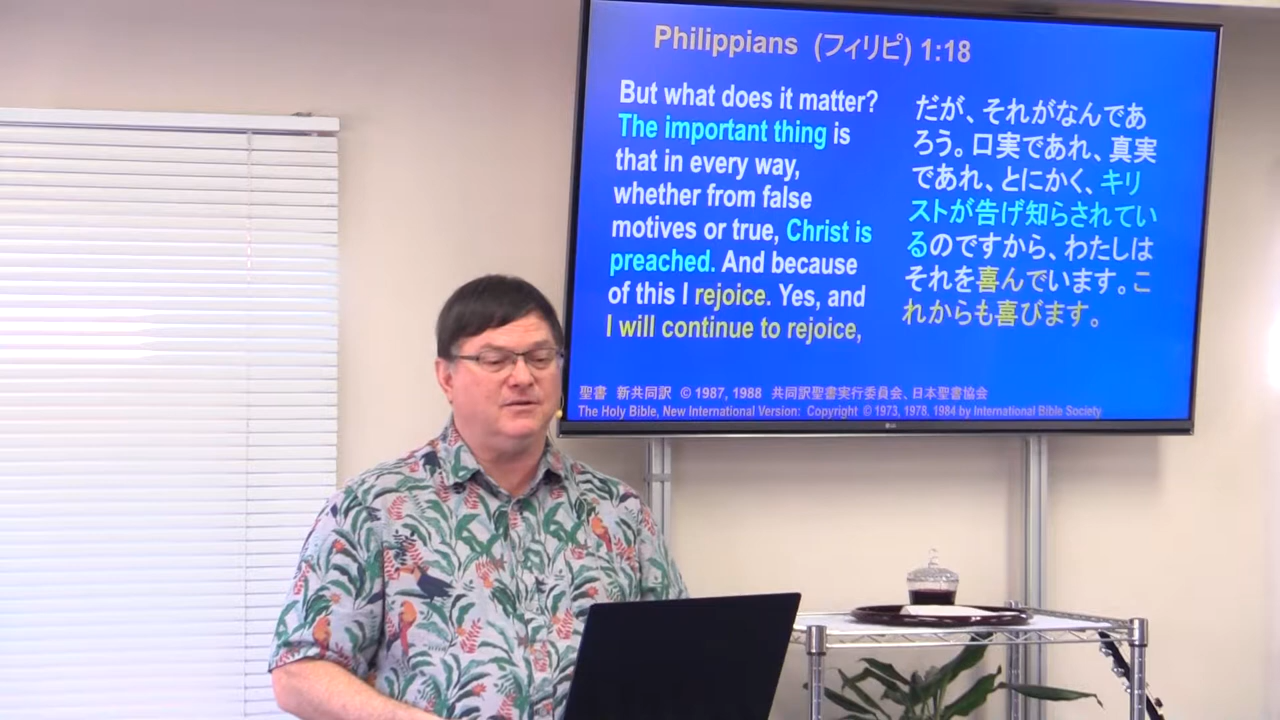 Philippians (フィリピ) 1:18
But what does it matter?
The important thing is
that in every way,
whether from false
motives or true, Christ is
preached. And because
of this I rejoice. Yes, and
I will continue to rejoice,
だが、それがなんであ
ろう。口実であれ、真実
であれ、とにかく、キリ
ストが告げ知らされてい
るのですから、わたしは
それを喜んでいます。こ
れからも喜びます。
聖書 新共同訳 © 1987, 1988 共同訳聖書実行委員会、日本聖書協会
The Holy Bible, New International Version: Copyright © 1973, 1978, 1984 by International Bible Society
LG